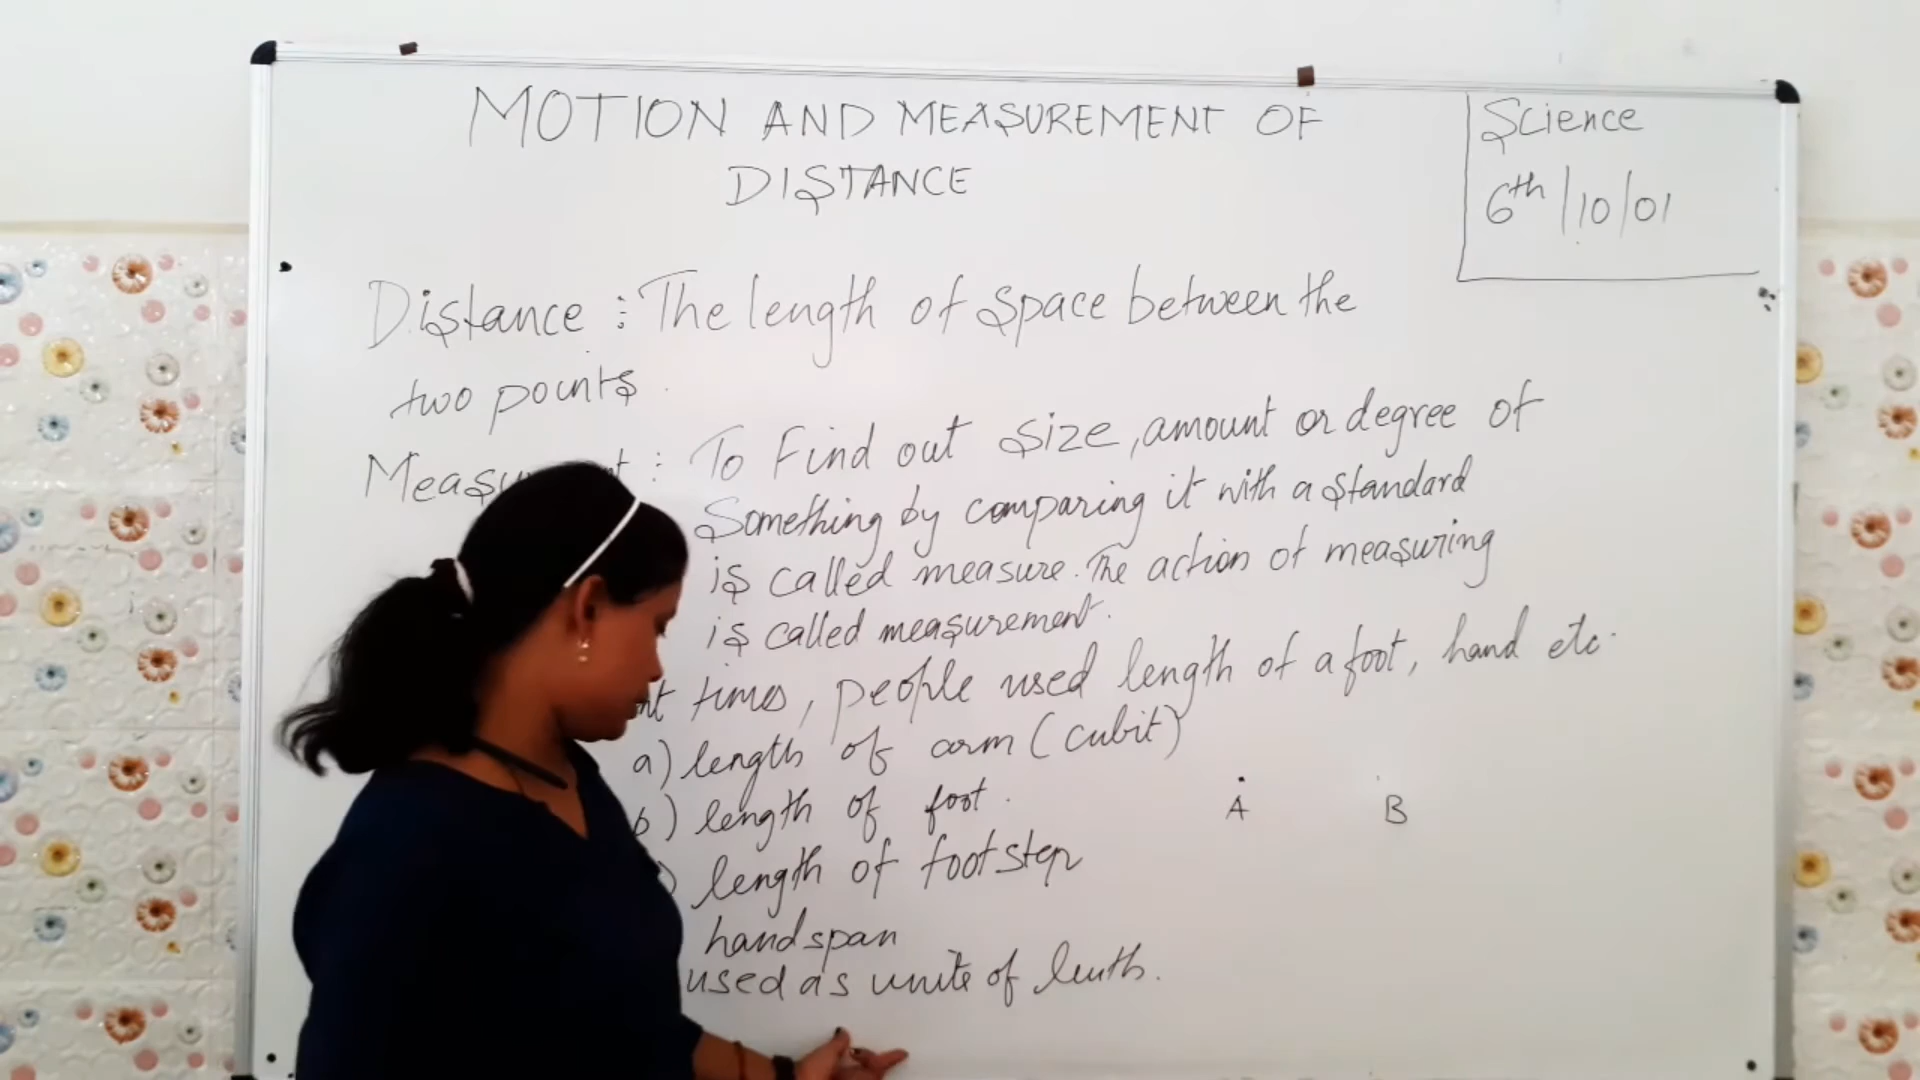 MOTION AND MEASUREMENT OF
DISTANCE
Science
6th/10/01
Distance : The length of space between the
two points.
: To Find out size, amount or degree of
Something by comparing it with a standard
is called measure. The action of measuring
is called measurement.
times, people used length of a foot, hand etc.
a) length of arm (cubit)
b) length of foot.
A B
length of footstep
handspan
used as units of lenth.